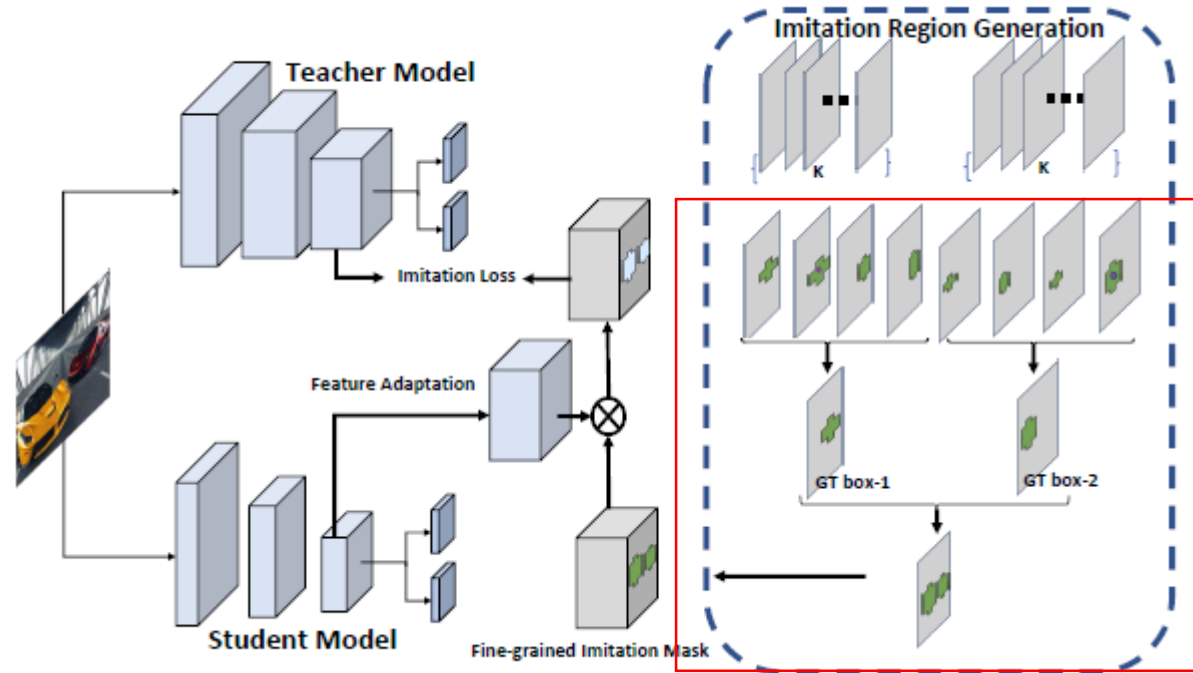 Imitation Region Generation
Teacher Model
{ K }
{ K }
Imitation Loss
Feature Adaptation
GT box-1
GT box-2
Student Model
Fine-grained Imitation Mask